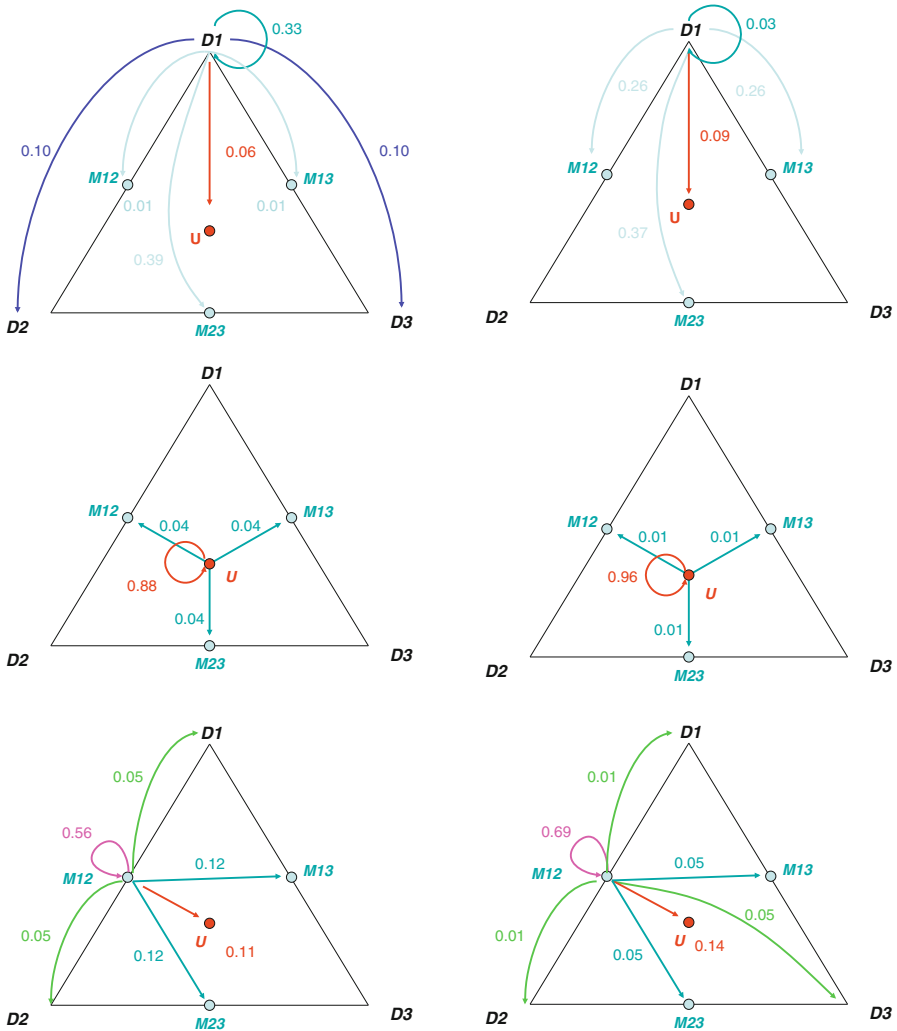 D1
0.33
0.10
0.06
0.10
M12
M13
0.01
0.01
U
0.39
D2
D3
M23
D1
0.03
0.26
0.26
0.09
M12
M13
U
0.37
D2
D3
M23
D1
M12
M13
0.04
0.04
0.88
U
0.04
D2
D3
M23
D1
M12
M13
0.01
0.01
0.96
U
0.01
D2
D3
M23
D1
0.05
0.56
0.12
M12
M13
0.05
U
0.11
0.12
D2
D3
M23
D1
0.01
0.69
0.05
M12
M13
0.05
0.01
U
0.14
0.05
D2
D3
M23